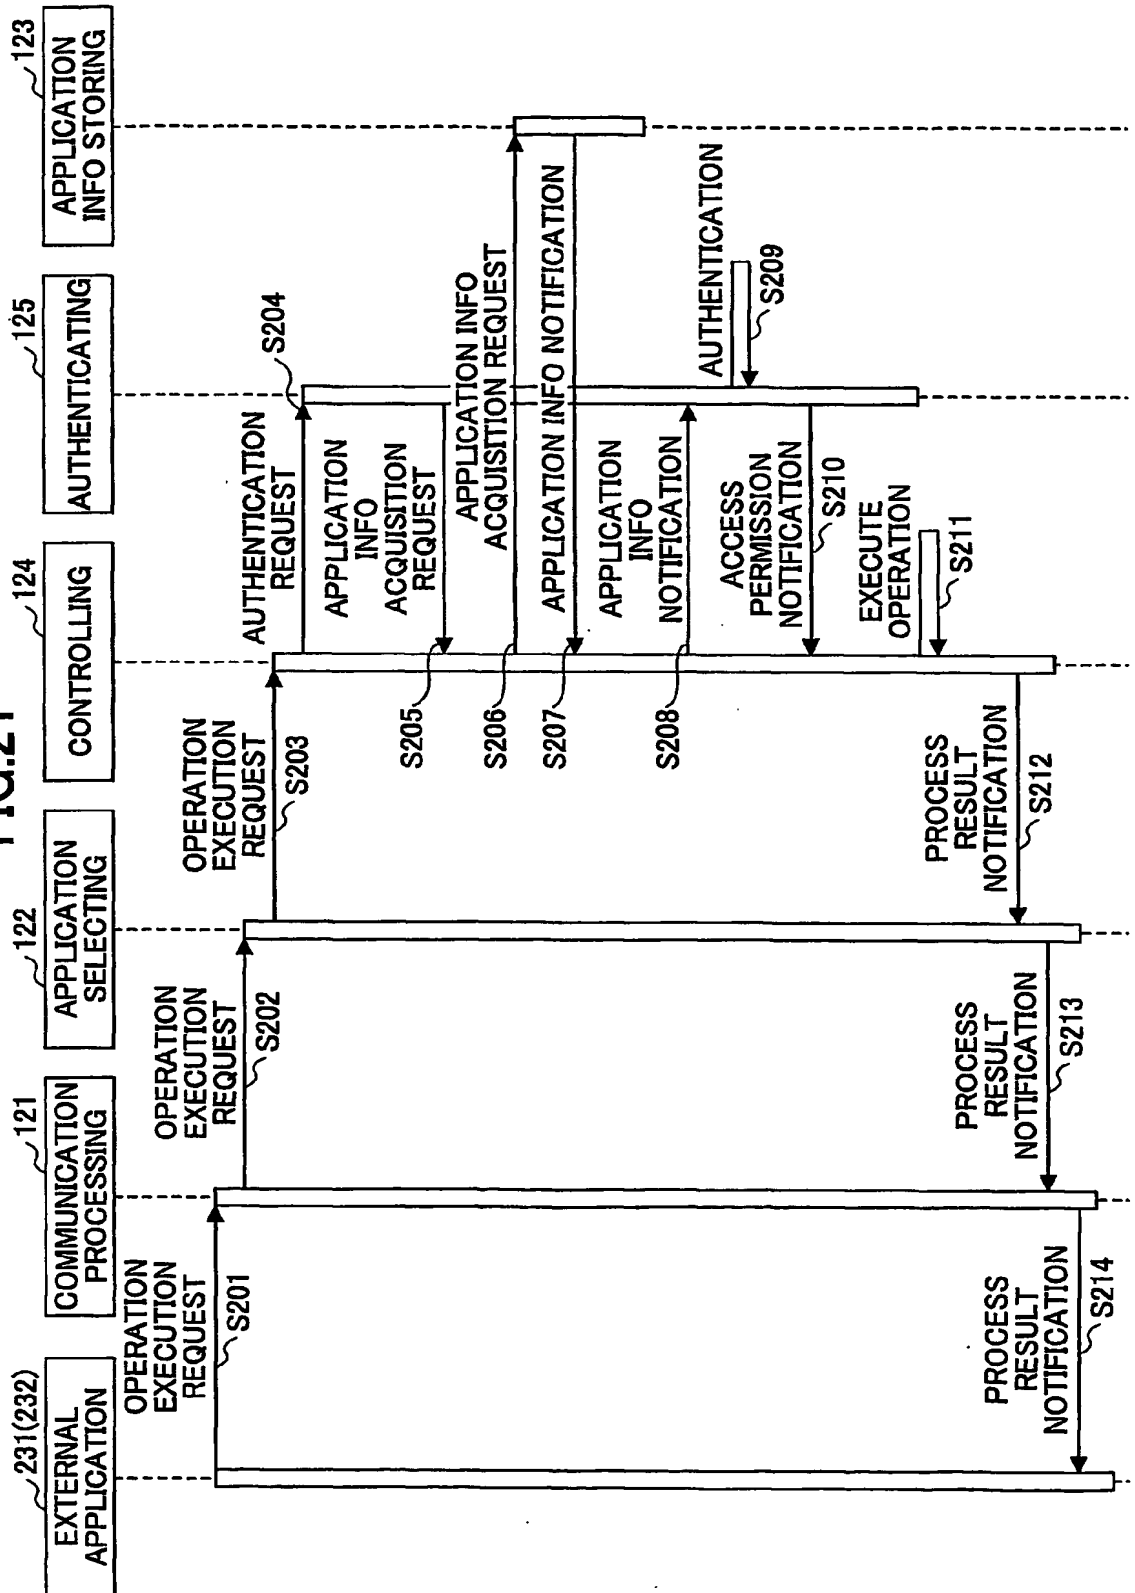 FIG.21
231(232)
EXTERNAL
APPLICATION
121
COMMUNICATION
PROCESSING
122
APPLICATION
SELECTING
124
CONTROLLING
125
AUTHENTICATING
123
APPLICATION
INFO STORING
OPERATION
EXECUTION
REQUEST
S201
OPERATION
EXECUTION
REQUEST
S202
OPERATION
EXECUTION
REQUEST
S203
AUTHENTICATION
REQUEST
S204
APPLICATION
INFO
ACQUISITION
REQUEST
S205
APPLICATION INFO
ACQUISITION REQUEST
S206
APPLICATION INFO NOTIFICATION
S207
APPLICATION
INFO
NOTIFICATION
S208
AUTHENTICATION
S209
ACCESS
PERMISSION
NOTIFICATION
S210
EXECUTE
OPERATION
S211
PROCESS
RESULT
NOTIFICATION
S212
PROCESS
RESULT
NOTIFICATION
S213
PROCESS
RESULT
NOTIFICATION
S214